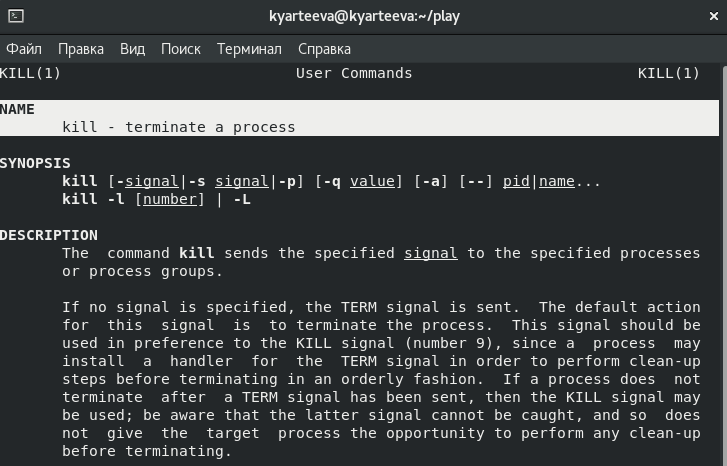 kyarteeva@kyarteeva:~/play
Файл Правка Вид Поиск Терминал Справка
KILL(1) User Commands KILL(1)
NAME
kill - terminate a process
SYNOPSIS
kill [-signal|-s signal|-p] [-q value] [-a] [--] pid|name...
kill -l [number] | -L
DESCRIPTION
The command kill sends the specified signal to the specified processes
or process groups.
If no signal is specified, the TERM signal is sent. The default action
for this signal is to terminate the process. This signal should be
used in preference to the KILL signal (number 9), since a process may
install a handler for the TERM signal in order to perform clean-up
steps before terminating in an orderly fashion. If a process does not
terminate after a TERM signal has been sent, then the KILL signal may
be used; be aware that the latter signal cannot be caught, and so does
not give the target process the opportunity to perform any clean-up
before terminating.